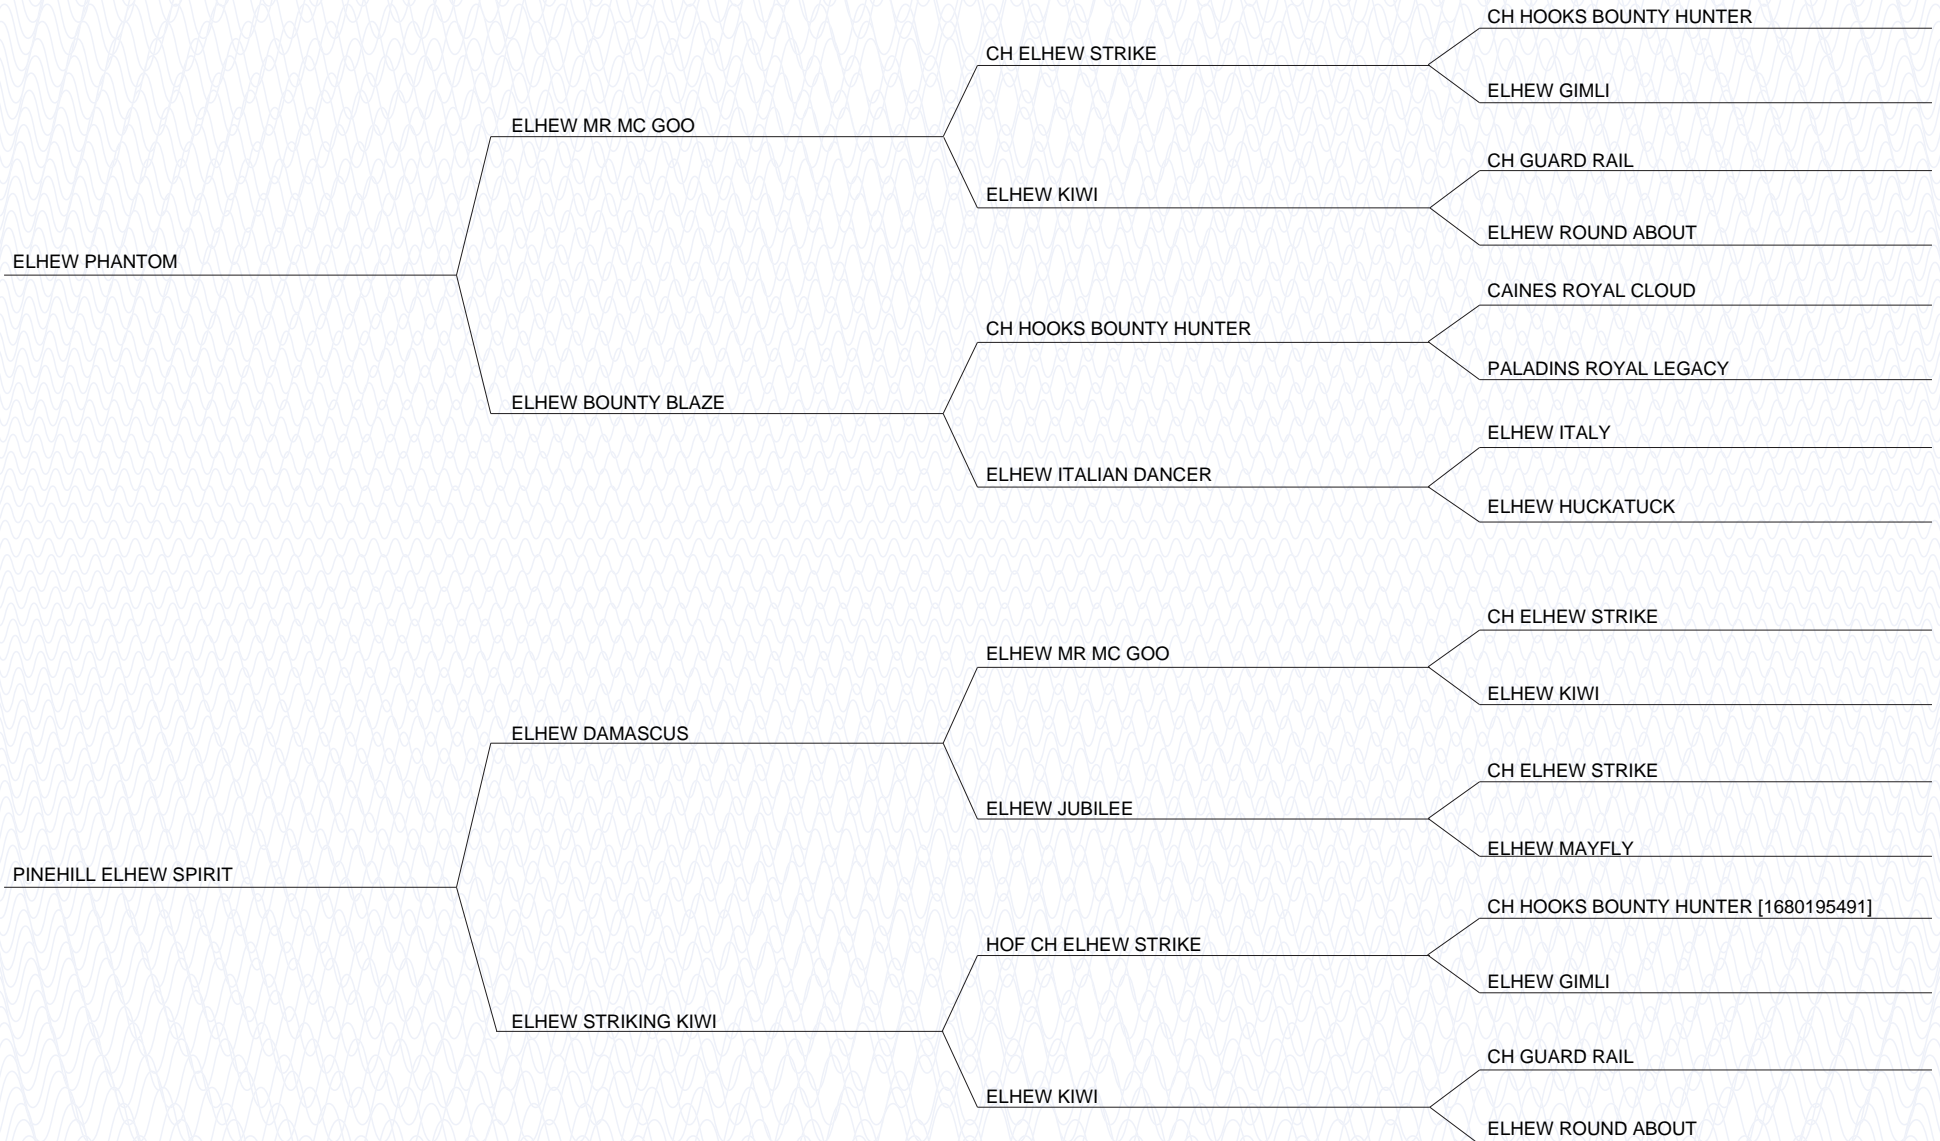 CH HOOKS BOUNTY HUNTER
CH ELHEW STRIKE
ELHEW GIMLI
ELHEW MR MC GOO
CH GUARD RAIL
ELHEW KIWI
ELHEW ROUND ABOUT
ELHEW PHANTOM
CAINES ROYAL CLOUD
CH HOOKS BOUNTY HUNTER
PALADINS ROYAL LEGACY
ELHEW BOUNTY BLAZE
ELHEW ITALY
ELHEW ITALIAN DANCER
ELHEW HUCKATUCK
CH ELHEW STRIKE
ELHEW MR MC GOO
ELHEW KIWI
ELHEW DAMASCUS
CH ELHEW STRIKE
ELHEW JUBILEE
ELHEW MAYFLY
PINEHILL ELHEW SPIRIT
CH HOOKS BOUNTY HUNTER [1680195491]
HOF CH ELHEW STRIKE
ELHEW GIMLI
ELHEW STRIKING KIWI
CH GUARD RAIL
ELHEW KIWI
ELHEW ROUND ABOUT